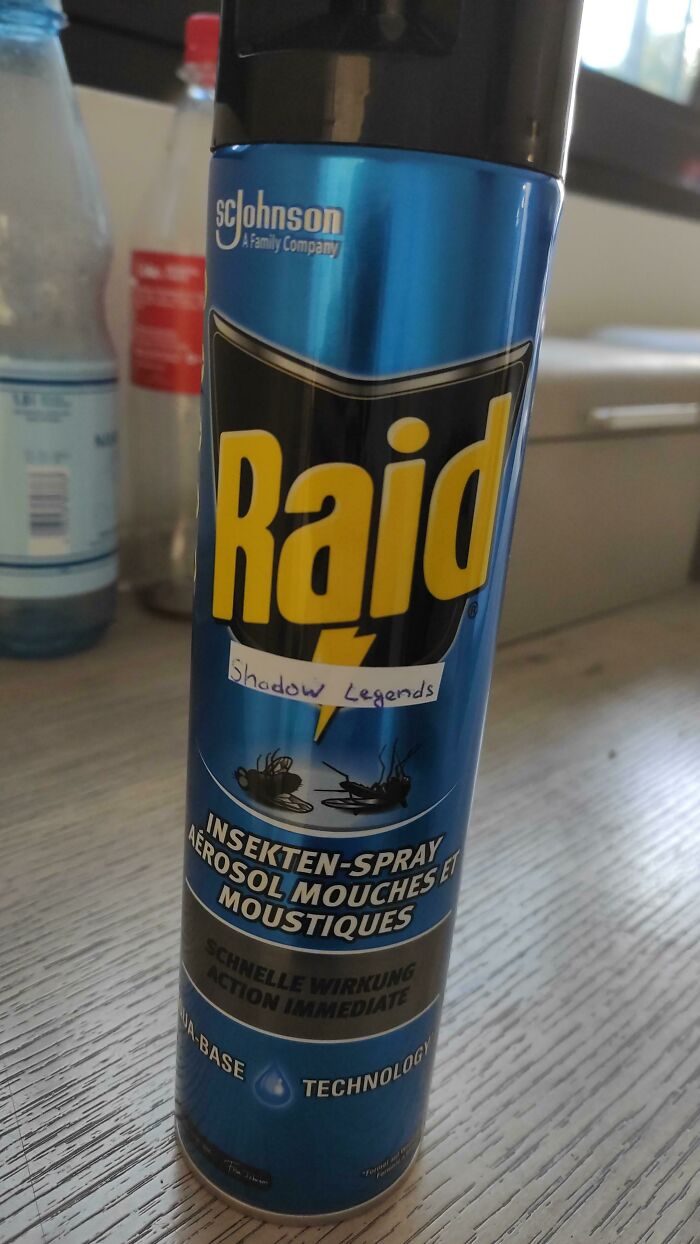 scJohnson
A Family Company
Raid®
Shadow Legends
INSEKTEN-SPRAY
AÉROSOL MOUCHES ET
MOUSTIQUES
SCHNELLE WIRKUNG
ACTION IMMEDIATE
UA-BASE TECHNOLOGY